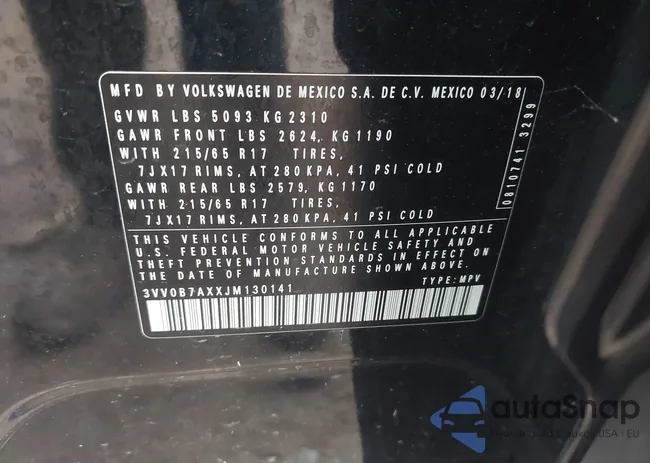 MFD BY VOLKSWAGEN DE MEXICO S.A. DE C.V. MEXICO 03/18
GVWR LBS 5093 KG 2310
GAWR FRONT LBS 2624, KG 1190
WITH 215/65 R17 TIRES,
7JX17 RIMS, AT 280 KPA, 41 PSI COLD
GAWR REAR LBS 2579, KG 1170
WITH 215/65 R17 TIRES,
7JX17 RIMS, AT 280 KPA, 41 PSI COLD
0810741 3299
THIS VEHICLE CONFORMS TO ALL APPLICABLE
U.S. FEDERAL MOTOR VEHICLE SAFETY AND
THEFT PREVENTION STANDARDS IN EFFECT ON
THE DATE OF MANUFACTURE SHOWN ABOVE.
3VV0B7AXXJM130141 TYPE: MPV
autoSnap
USA - EU